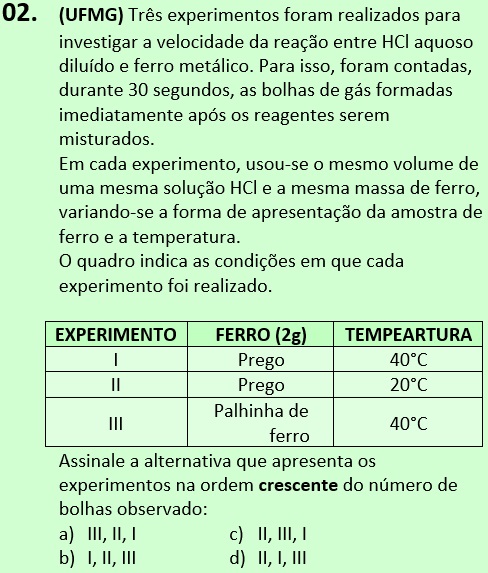 02. (UFMG) Três experimentos foram realizados para
investigar a velocidade da reação entre HCl aquoso
diluído e ferro metálico. Para isso, foram contadas,
durante 30 segundos, as bolhas de gás formadas
imediatamente após os reagentes serem
misturados.
Em cada experimento, usou-se o mesmo volume de
uma mesma solução HCl e a mesma massa de ferro,
variando-se a forma de apresentação da amostra de
ferro e a temperatura.
O quadro indica as condições em que cada
experimento foi realizado.
EXPERIMENTO FERRO (2g) TEMPEARTURA
I Prego 40°C
II Prego 20°C
III Palhinha de ferro 40°C
Assinale a alternativa que apresenta os
experimentos na ordem crescente do número de
bolhas observado:
a) III, II, I c) II, III, I
b) I, II, III d) II, I, III